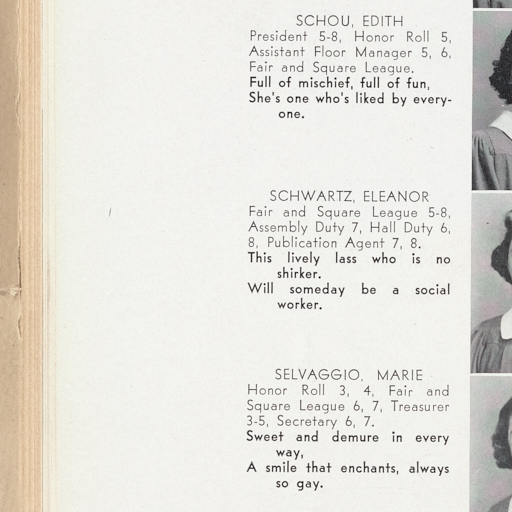 SCHOU, EDITH
President 5-8, Honor Roll 5,
Assistant Floor Manager 5, 6,
Fair and Square League.
Full of mischief, full of fun,
She's one who's liked by every-
one.
SCHWARTZ, ELEANOR
Fair and Square League 5-8,
Assembly Duty 7, Hall Duty 6,
8, Publication Agent 7, 8.
This lively lass who is no
shirker.
Will someday be a social
worker.
SELVAGGIO, MARIE
Honor Roll 3, 4, Fair and
Square League 6, 7, Treasurer
3-5, Secretary 6, 7.
Sweet and demure in every
way,
A smile that enchants, always
so gay.